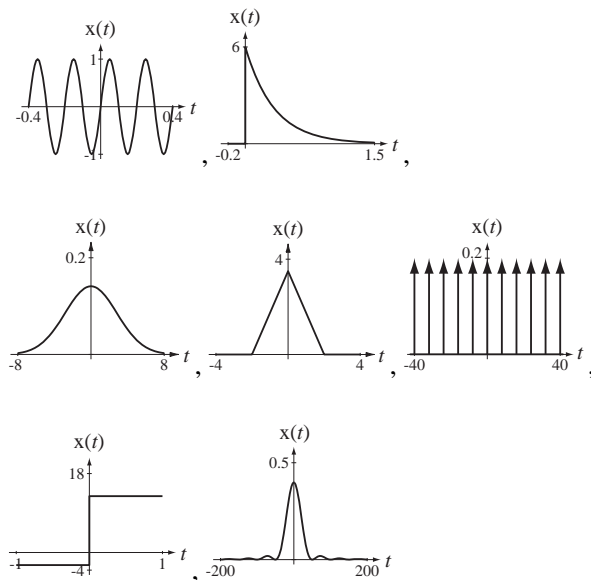 x(t) x(t)
1 6
-0.4 0.4 t
-1 , -0.2 1.5 t ,
x(t) x(t) x(t)
0.2 4 0.2
-8 8 t , -4 4 t , -40 40 t ,
x(t) x(t)
18 0.5
-1 1 t
-4 , -200 200 t